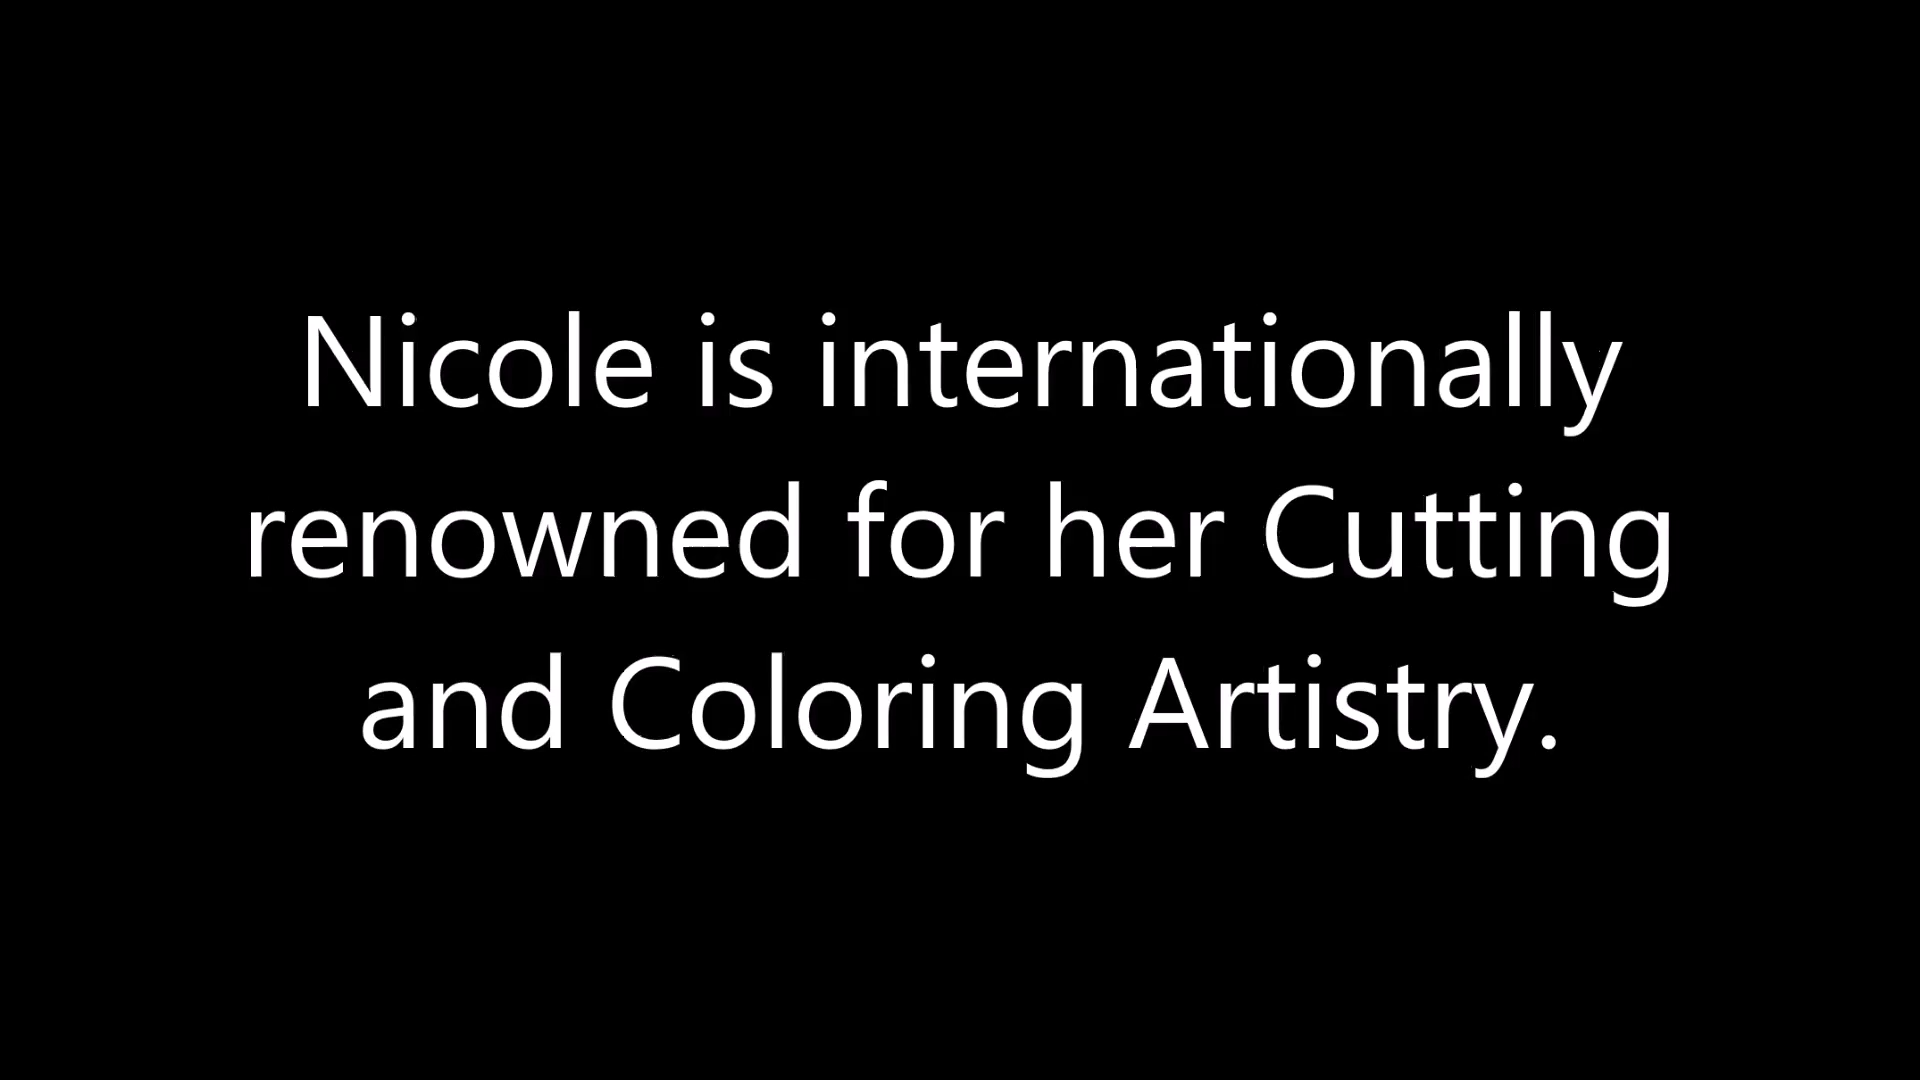 Nicole is internationally
renowned for her Cutting
and Coloring Artistry.